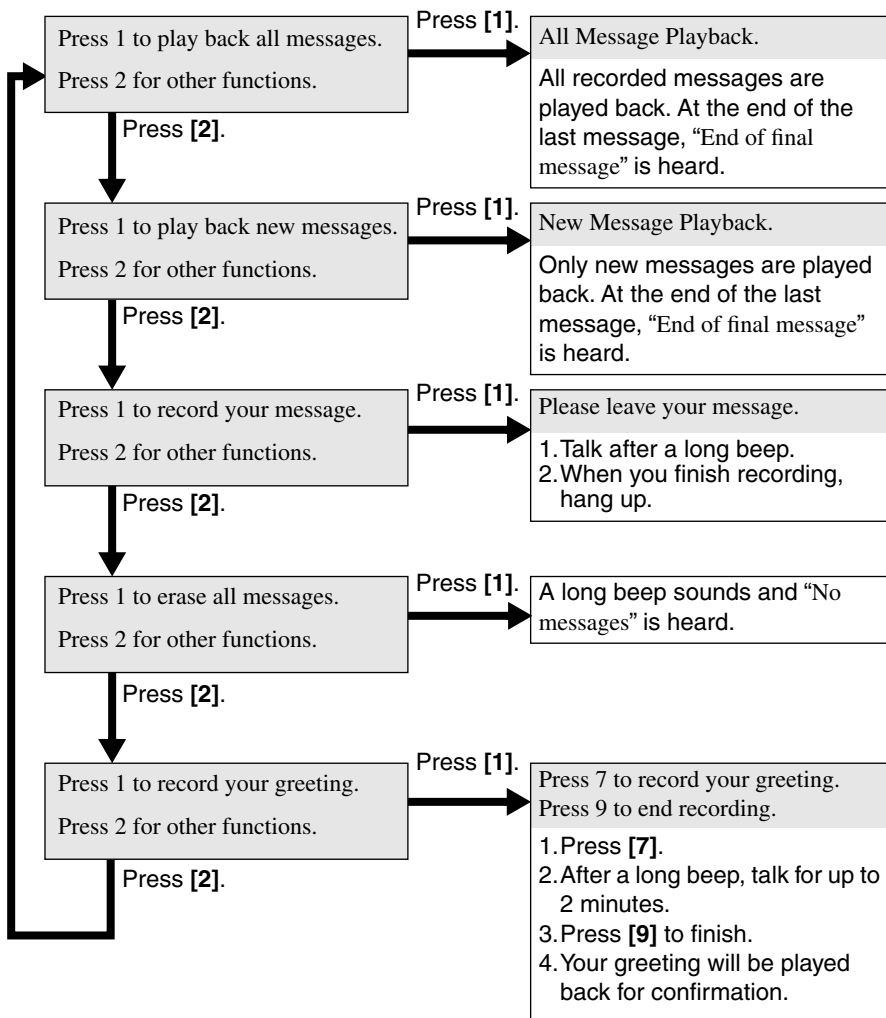 Press 1 to play back all messages.
Press 2 for other functions.
Press [1].
All Message Playback.
All recorded messages are
played back. At the end of the
last message, “End of final
message” is heard.
Press [2].
Press 1 to play back new messages.
Press 2 for other functions.
Press [1].
New Message Playback.
Only new messages are played
back. At the end of the last
message, “End of final message”
is heard.
Press [2].
Press 1 to record your message.
Press 2 for other functions.
Press [1].
Please leave your message.
1.Talk after a long beep.
2.When you finish recording,
hang up.
Press [2].
Press 1 to erase all messages.
Press 2 for other functions.
Press [1].
A long beep sounds and “No
messages” is heard.
Press [2].
Press 1 to record your greeting.
Press 2 for other functions.
Press [1].
Press 7 to record your greeting.
Press 9 to end recording.
1.Press [7].
2.After a long beep, talk for up to
2 minutes.
3.Press [9] to finish.
4.Your greeting will be played
back for confirmation.
Press [2].